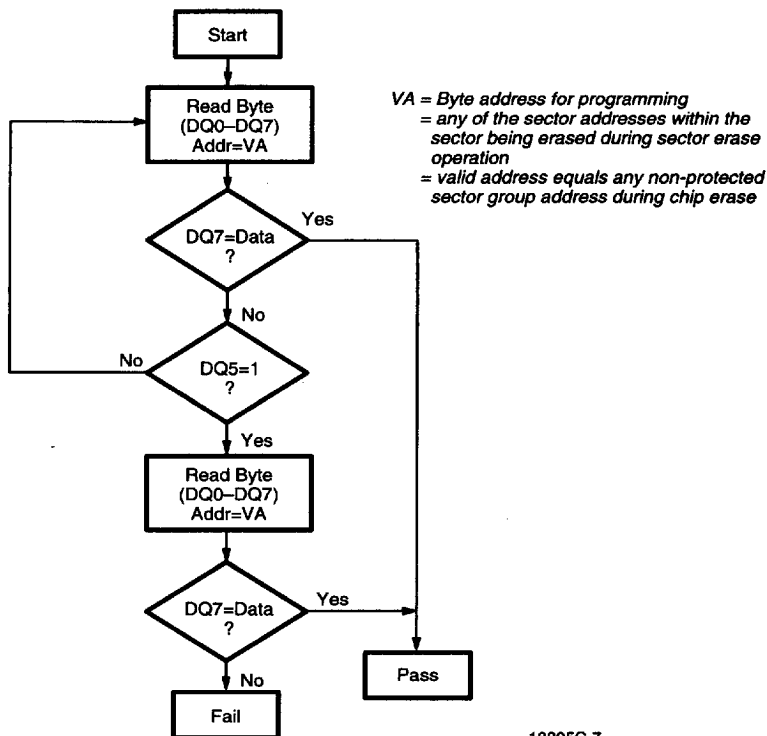 Start
Read Byte
(DQ0–DQ7)
Addr=VA
VA = Byte address for programming
= any of the sector addresses within the
sector being erased during sector erase
operation
= valid address equals any non-protected
sector group address during chip erase
DQ7=Data
?
Yes
No
DQ5=1
?
No
Yes
Read Byte
(DQ0–DQ7)
Addr=VA
DQ7=Data
?
Yes
No
Pass
Fail